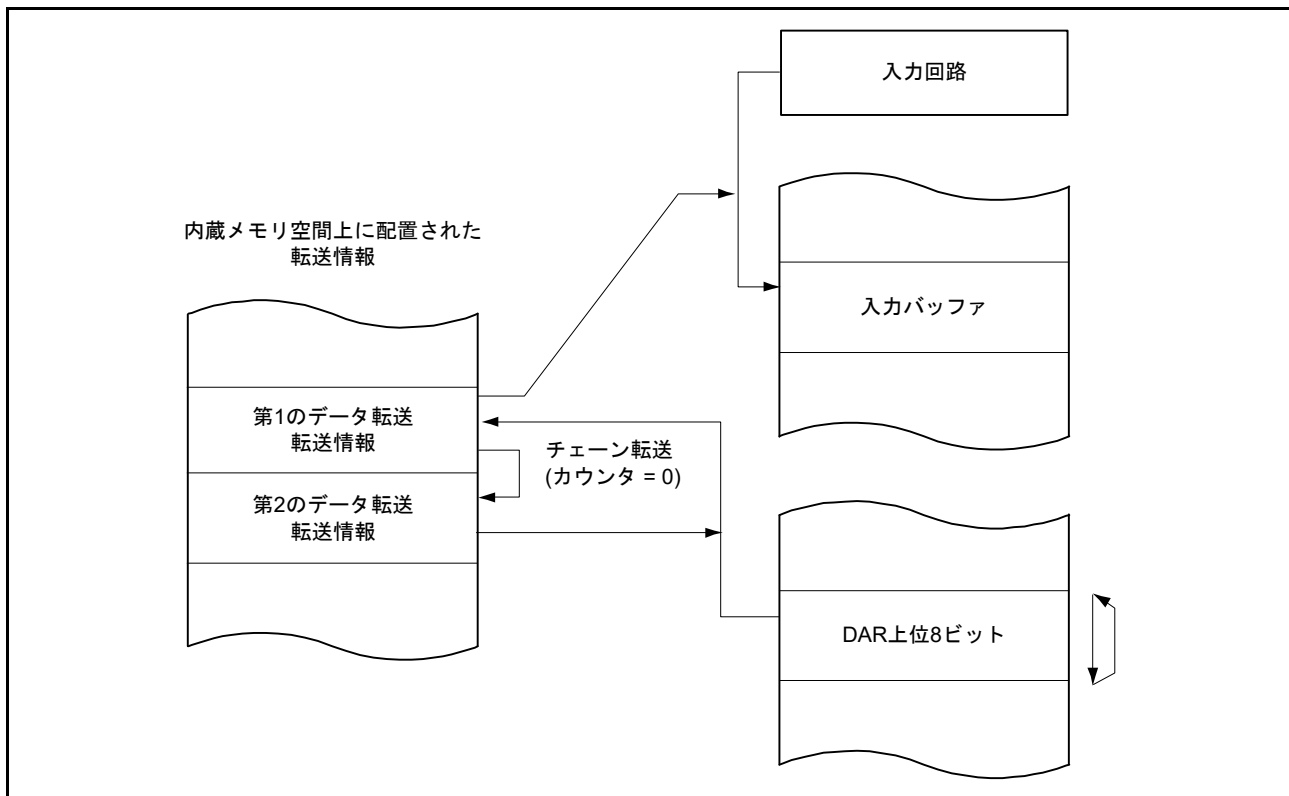 入力回路
内蔵メモリ空間上に配置された
転送情報
入力バッファ
第1のデータ転送
転送情報
チェーン転送
(カウンタ = 0)
第2のデータ転送
転送情報
DAR上位8ビット